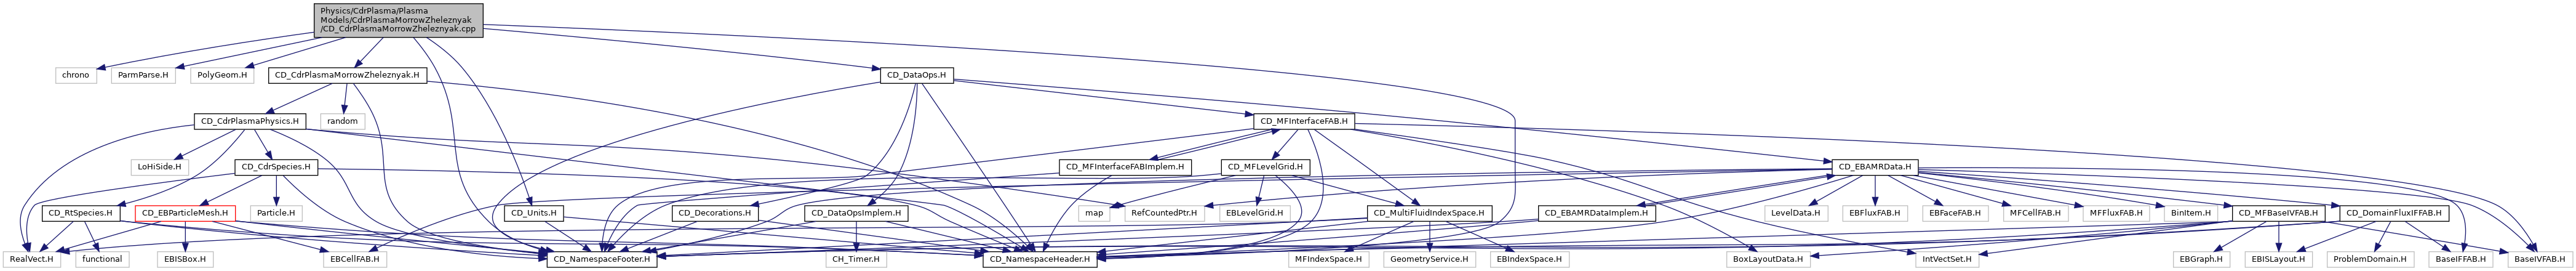 Physics/CdrPlasma/Plasma
Models/CdrPlasmaMorrowZheleznyak
/CD_CdrPlasmaMorrowZheleznyak.cpp
chrono
ParmParse.H
PolyGeom.H
CD_CdrPlasmaMorrowZheleznyak.H
CD_DataOps.H
CD_CdrPlasmaPhysics.H
random
CD_MFInterfaceFAB.H
LoHiSide.H
CD_CdrSpecies.H
CD_MFInterfaceFABImplem.H
CD_MFLevelGrid.H
CD_EBAMRData.H
CD_RtSpecies.H
CD_EBParticleMesh.H
Particle.H
CD_Units.H
CD_Decorations.H
CD_DataOpsImplem.H
map
RefCountedPtr.H
EBLevelGrid.H
CD_MultiFluidIndexSpace.H
CD_EBAMRDataImplem.H
LevelData.H
EBFluxFAB.H
EBFaceFAB.H
MFCellFAB.H
MFFluxFAB.H
BinItem.H
CD_MFBaseIVFAB.H
CD_DomainFluxIFFAB.H
RealVect.H
functional
EBISBox.H
EBCellFAB.H
CD_NamespaceFooter.H
CH_Timer.H
CD_NamespaceHeader.H
MFIndexSpace.H
GeometryService.H
EBIndexSpace.H
BoxLayoutData.H
IntVectSet.H
EBGraph.H
EBISLayout.H
ProblemDomain.H
BaseIFFAB.H
BaseIVFAB.H